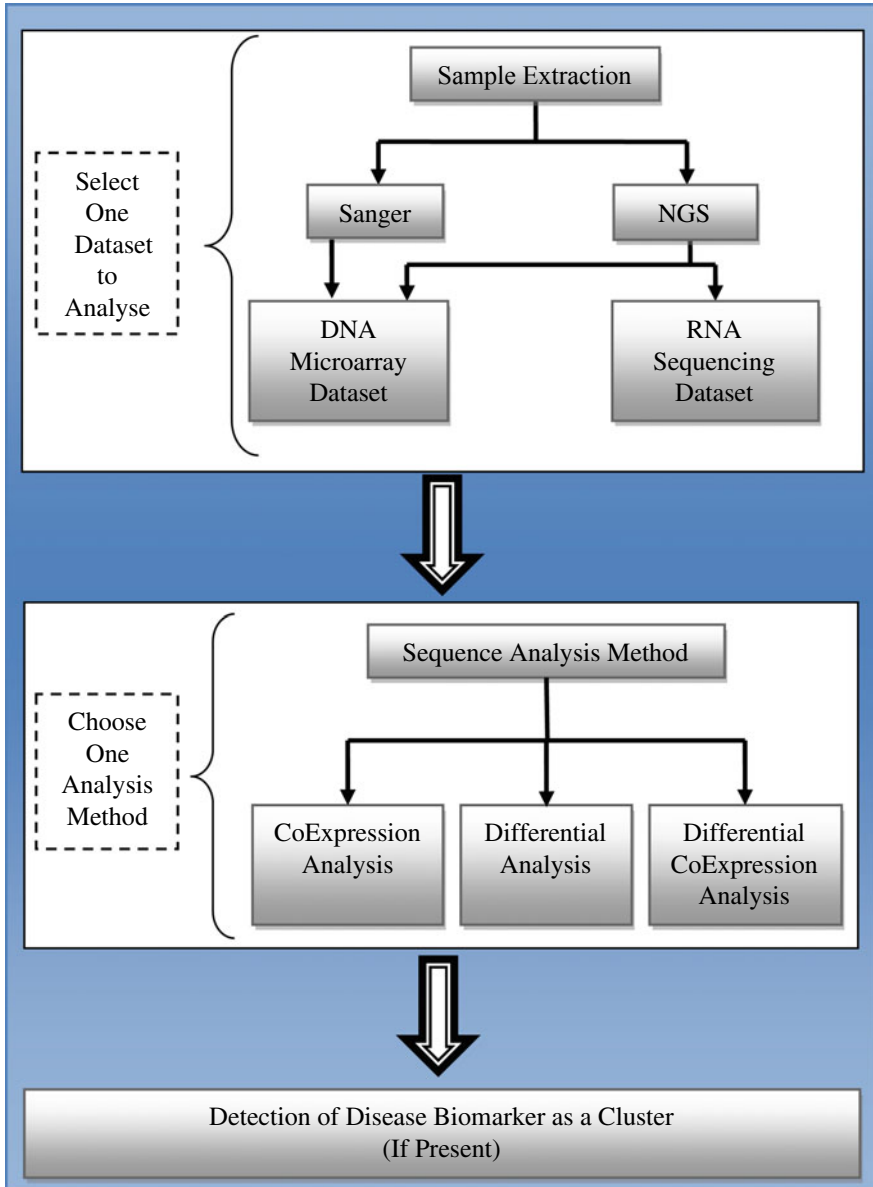 Sample Extraction
Select
One
Dataset
to
Analyse
Sanger
NGS
DNA
Microarray
Dataset
RNA
Sequencing
Dataset
Sequence Analysis Method
Choose
One
Analysis
Method
CoExpression
Analysis
Differential
Analysis
Differential
CoExpression
Analysis
Detection of Disease Biomarker as a Cluster
(If Present)